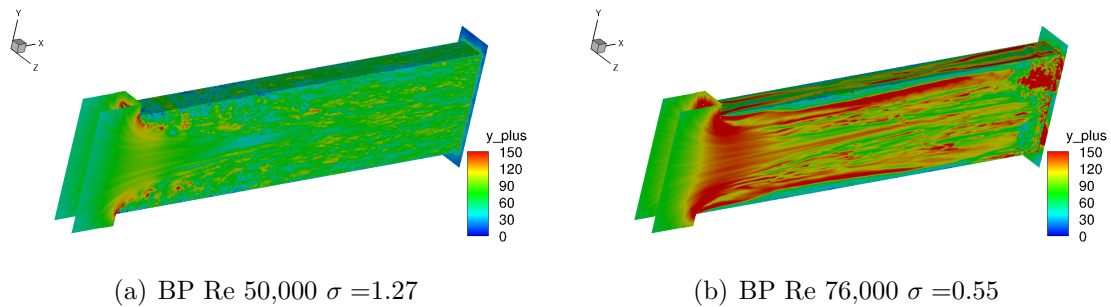 Y
X
Z
y_plus
150
120
90
60
30
0
Y
X
Z
y_plus
150
120
90
60
30
0
(a) BP Re 50,000 σ =1.27
(b) BP Re 76,000 σ =0.55